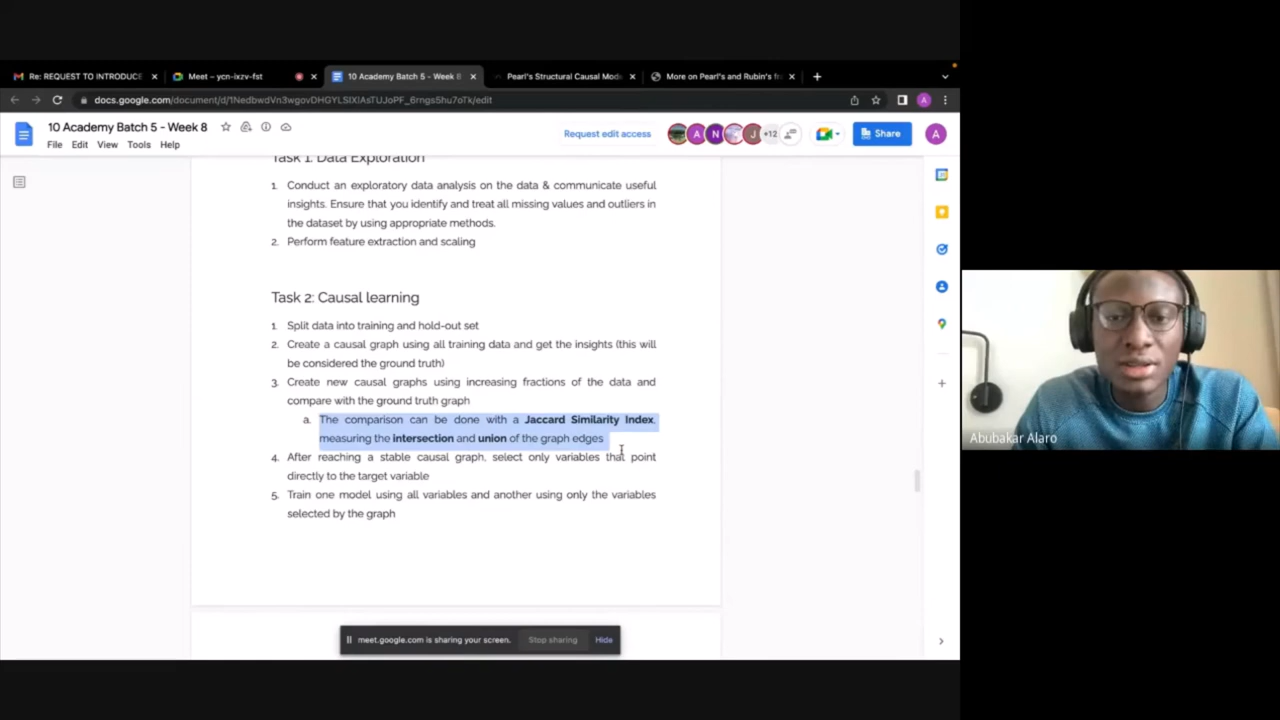 Re: REQUEST TO INTRODUCE
Meet – ycn-ixzv-fst
10 Academy Batch 5 - Week 8
Pearl's Structural Causal Mode
More on Pearl's and Rubin's fra
10 Academy Batch 5 - Week 8
File Edit View Tools Help
Request edit access
A
N
J
+12
Share
A
Task 1: Data Exploration
1. Conduct an exploratory data analysis on the data & communicate useful
insights. Ensure that you identify and treat all missing values and outliers in
the dataset by using appropriate methods.
2. Perform feature extraction and scaling
Task 2: Causal learning
1. Split data into training and hold-out set
2. Create a causal graph using all training data and get the insights (this will
be considered the ground truth)
3. Create new causal graphs using increasing fractions of the data and
compare with the ground truth graph
a. The comparison can be done with a Jaccard Similarity Index,
measuring the intersection and union of the graph edges
4. After reaching a stable causal graph, select only variables that point
directly to the target variable
5. Train one model using all variables and another using only the variables
selected by the graph
meet.google.com is sharing your screen.
Stop sharing
Hide
Abubakar Alaro